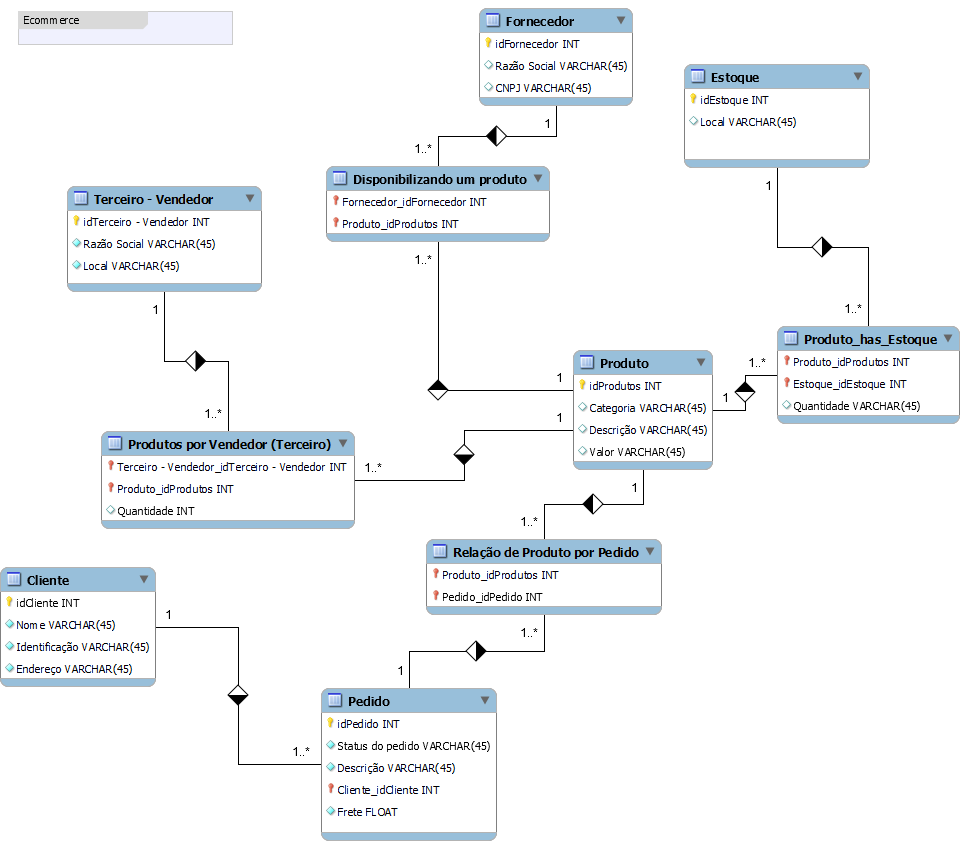 Ecommerce
Fornecedor
idFornecedor INT
Razão Social VARCHAR(45)
CNPJ VARCHAR(45)
1
1..*
Estoque
idEstoque INT
Local VARCHAR(45)
1
1..*
Disponibilizando um produto
Fornecedor_idFornecedor INT
Produto_idProdutos INT
1..*
1
Terceiro - Vendedor
idTerceiro - Vendedor INT
Razão Social VARCHAR(45)
Local VARCHAR(45)
1
1..*
Produto_has_Estoque
Produto_idProdutos INT
Estoque_idEstoque INT
Quantidade VARCHAR(45)
1..*
1
Produto
idProdutos INT
Categoria VARCHAR(45)
Descrição VARCHAR(45)
Valor VARCHAR(45)
1
1..*
Produtos por Vendedor (Terceiro)
Terceiro - Vendedor_idTerceiro - Vendedor INT
Produto_idProdutos INT
Quantidade INT
1..*
1
Relação de Produto por Pedido
Produto_idProdutos INT
Pedido_idPedido INT
1..*
1
Cliente
idCliente INT
Nome VARCHAR(45)
Identificação VARCHAR(45)
Endereço VARCHAR(45)
1
1..*
Pedido
idPedido INT
Status do pedido VARCHAR(45)
Descrição VARCHAR(45)
Cliente_idCliente INT
Frete FLOAT